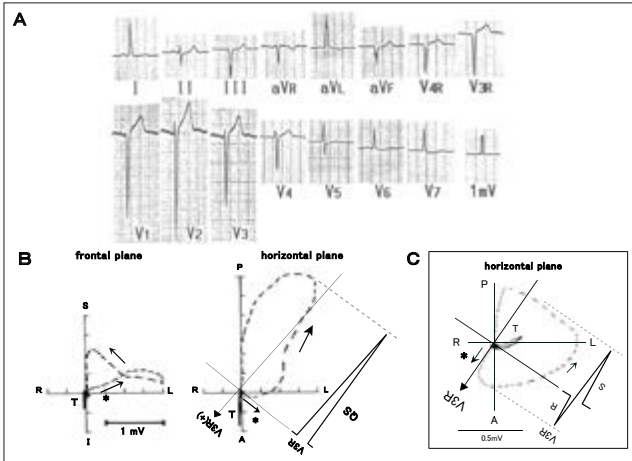 A
I II III aVR aVL aVF V4R V3R
V1 V2 V3 V4 V5 V6 V7 1mV
B
frontal plane
S
R L
T *
I
1 mV
horizontal plane
P
R L
T *
A
V3R(+)
V3R
QS
C
horizontal plane
P
R L
T
*
V3R
A
0.5mV
R
S
V3R